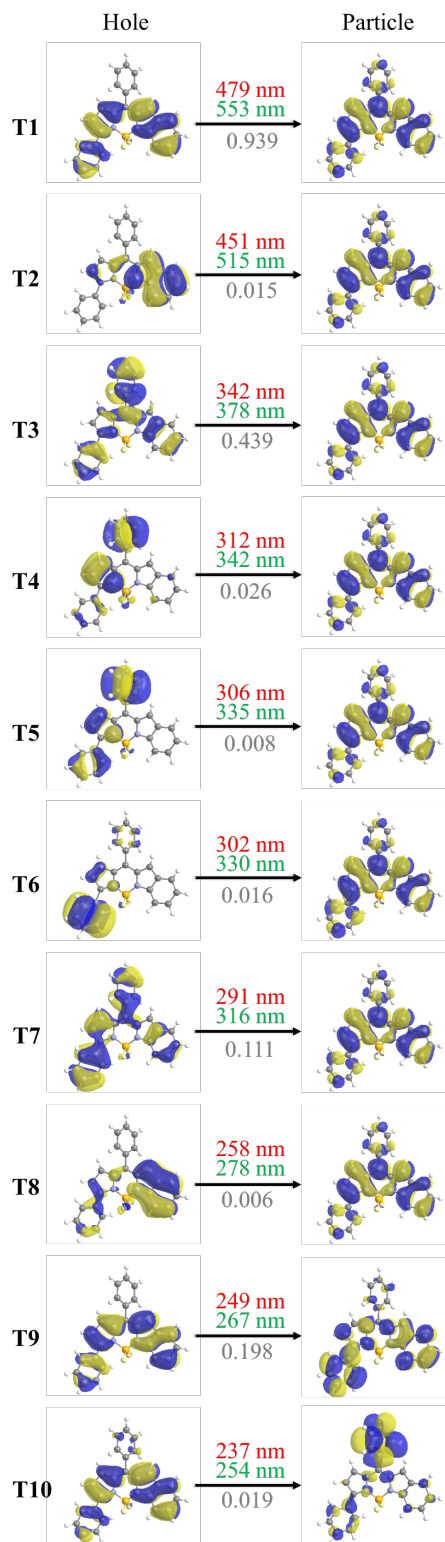 Hole Particle
T1
479 nm
553 nm
0.939
T2
451 nm
515 nm
0.015
T3
342 nm
378 nm
0.439
T4
312 nm
342 nm
0.026
T5
306 nm
335 nm
0.008
T6
302 nm
330 nm
0.016
T7
291 nm
316 nm
0.111
T8
258 nm
278 nm
0.006
T9
249 nm
267 nm
0.198
T10
237 nm
254 nm
0.019